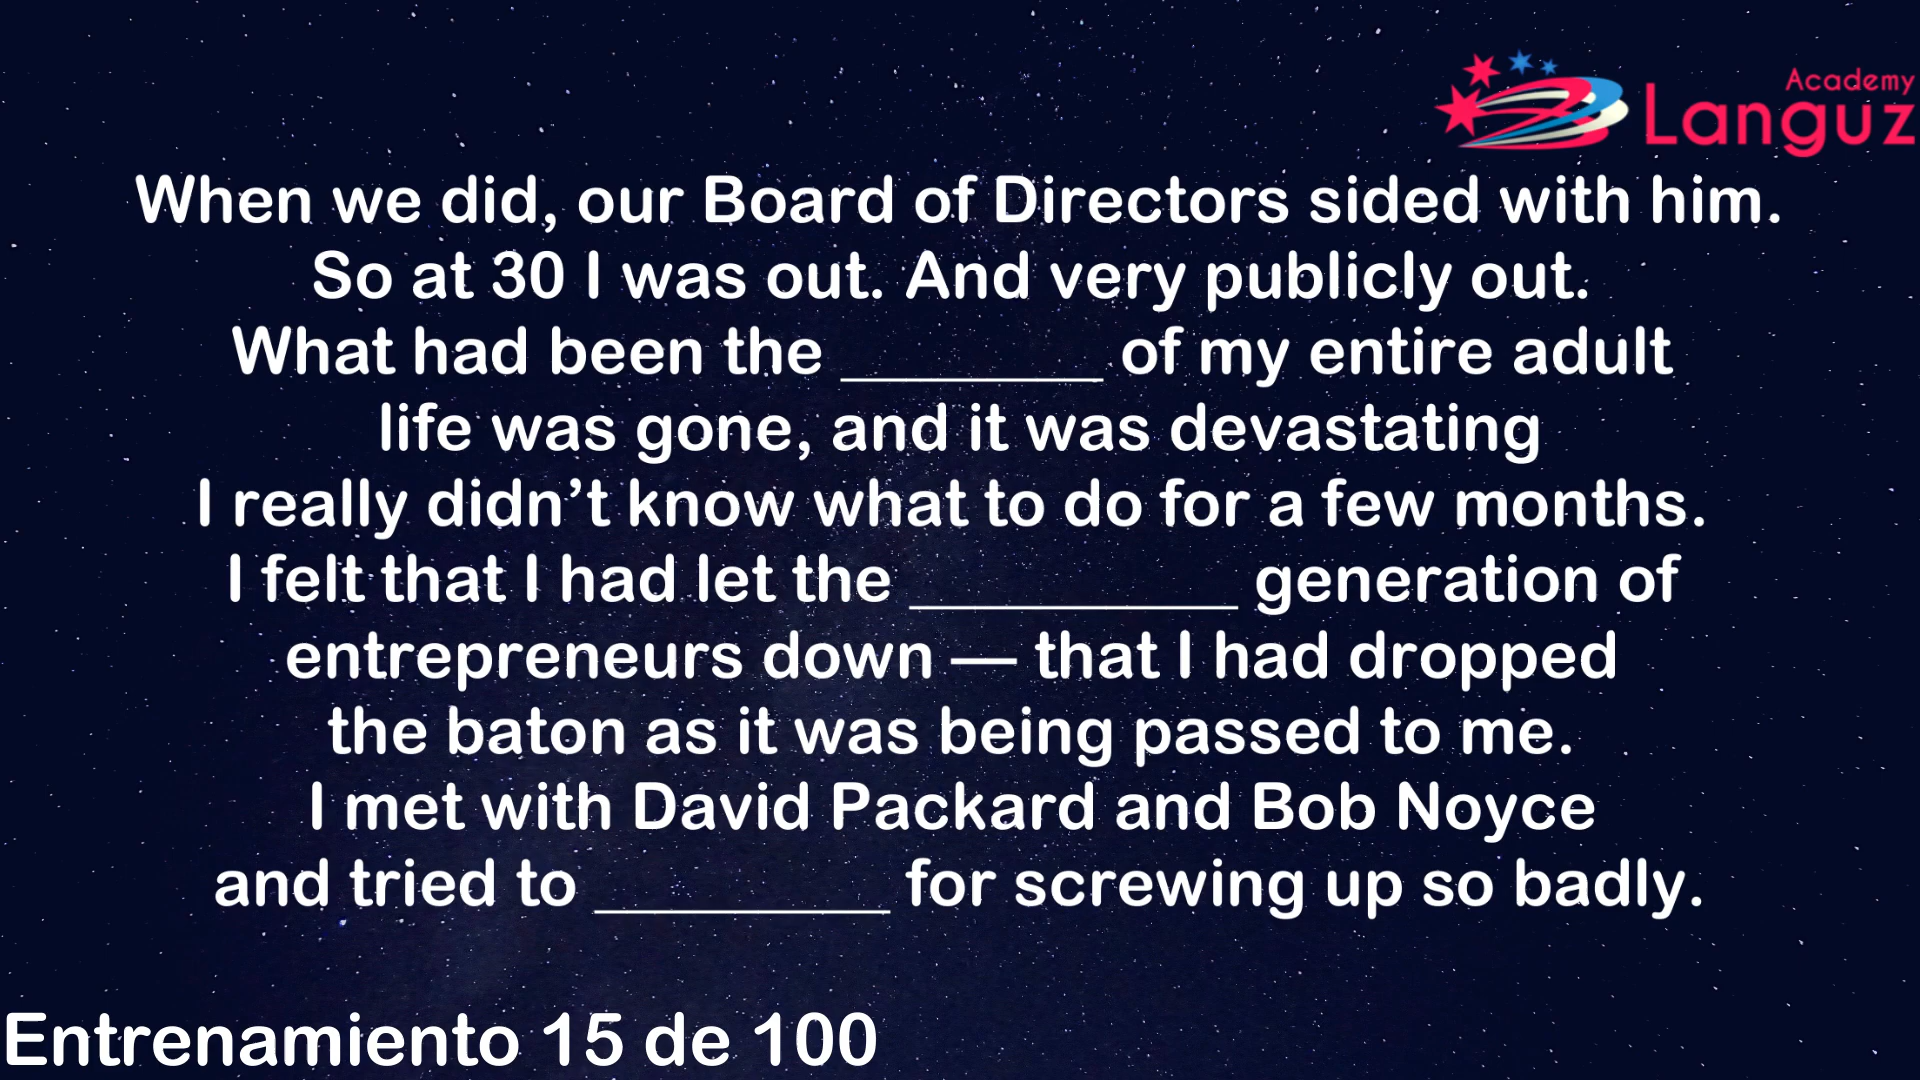 Academy
Languz
When we did, our Board of Directors sided with him.
So at 30 I was out. And very publicly out.
What had been the ________ of my entire adult
life was gone, and it was devastating
I really didn’t know what to do for a few months.
I felt that I had let the __________ generation of
entrepreneurs down — that I had dropped
the baton as it was being passed to me.
I met with David Packard and Bob Noyce
and tried to _________ for screwing up so badly.
Entrenamiento 15 de 100